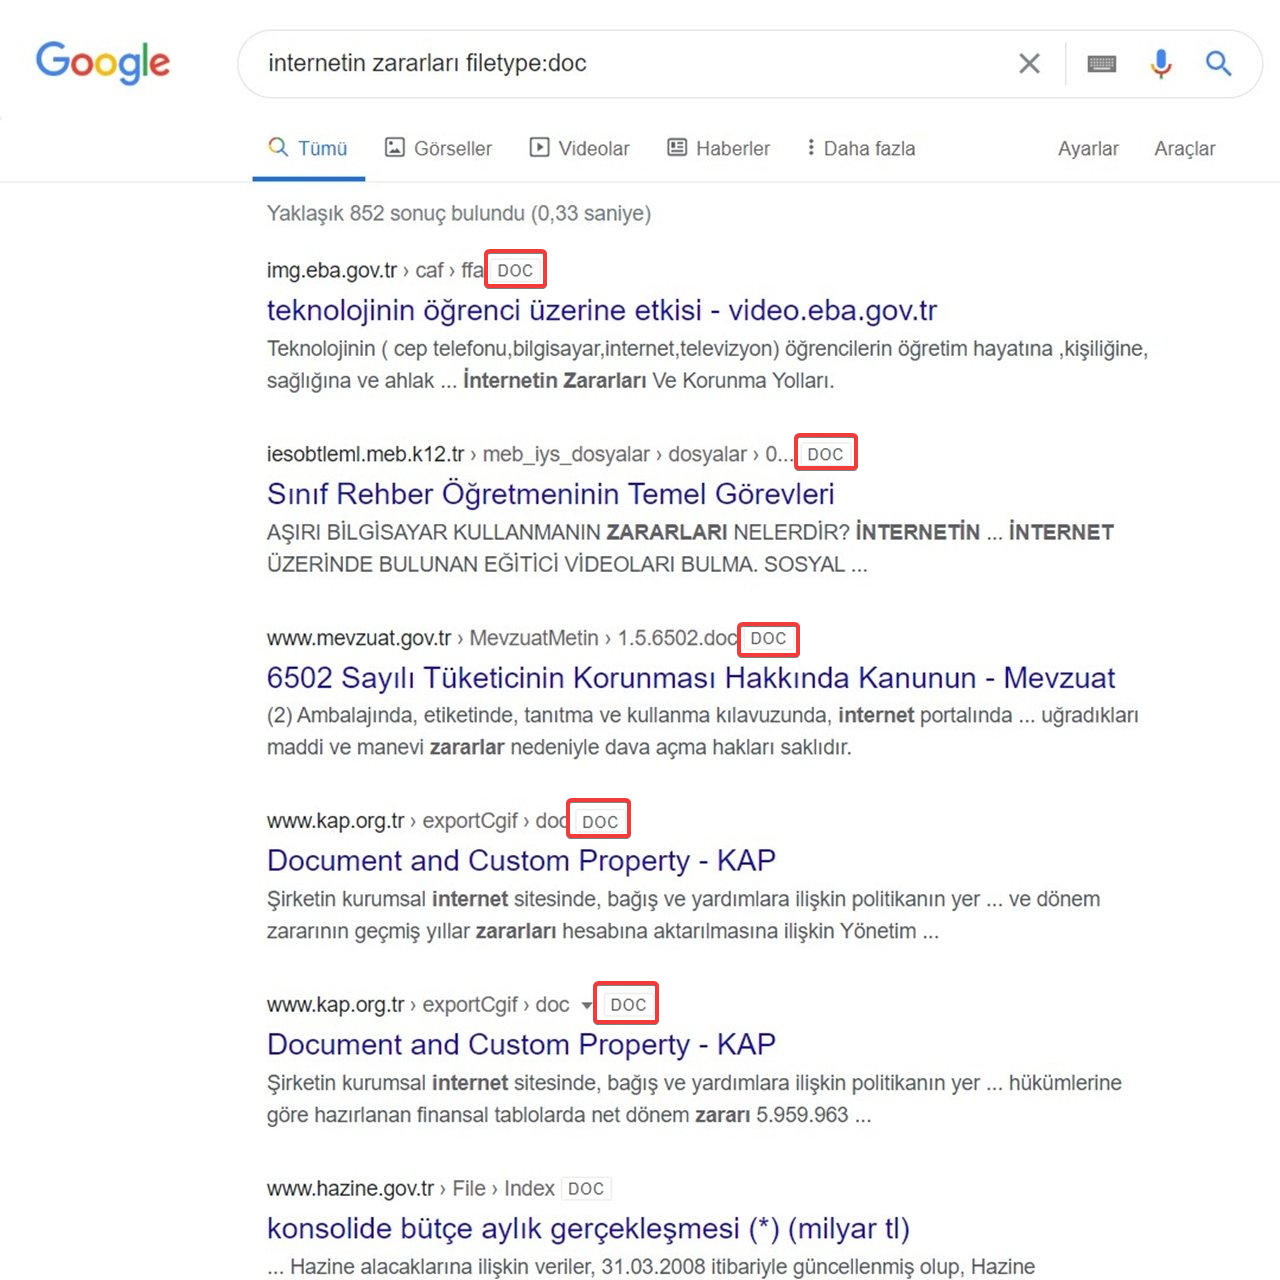 Google
internetin zararları filetype:doc
Tümü Görseller Videolar Haberler Daha fazla Ayarlar Araçlar
Yaklaşık 852 sonuç bulundu (0,33 saniye)
img.eba.gov.tr › caf › ffa DOC
teknolojinin öğrenci üzerine etkisi - video.eba.gov.tr
Teknolojinin ( cep telefonu,bilgisayar,internet,televizyon) öğrencilerin öğretim hayatına ,kişiliğine,
sağlığına ve ahlak ... İnternetin Zararları Ve Korunma Yolları.
iesobtleml.meb.k12.tr › meb_iys_dosyalar › dosyalar › 0... DOC
Sınıf Rehber Öğretmeninin Temel Görevleri
AŞIRI BİLGİSAYAR KULLANMANIN ZARARLARI NELERDİR? İNTERNETİN ... İNTERNET
ÜZERİNDE BULUNAN EĞİTİCİ VİDEOLARI BULMA. SOSYAL ...
www.mevzuat.gov.tr › MevzuatMetin › 1.5.6502.doc DOC
6502 Sayılı Tüketicinin Korunması Hakkında Kanunun - Mevzuat
(2) Ambalajında, etiketinde, tanıtma ve kullanma kılavuzunda, internet portalında ... uğradıkları
maddi ve manevi zararlar nedeniyle dava açma hakları saklıdır.
www.kap.org.tr › exportCgif › doc DOC
Document and Custom Property - KAP
Şirketin kurumsal internet sitesinde, bağış ve yardımlara ilişkin politikanın yer ... ve dönem
zararının geçmiş yıllar zararları hesabına aktarılmasına ilişkin Yönetim ...
www.kap.org.tr › exportCgif › doc DOC
Document and Custom Property - KAP
Şirketin kurumsal internet sitesinde, bağış ve yardımlara ilişkin politikanın yer ... hükümlerine
göre hazırlanan finansal tablolarda net dönem zararı 5.959.963 ...
www.hazine.gov.tr › File › Index DOC
konsolide bütçe aylık gerçekleşmesi (*) (milyar tl)
... Hazine alacaklarına ilişkin veriler, 31.03.2008 itibariyle güncellenmiş olup, Hazine